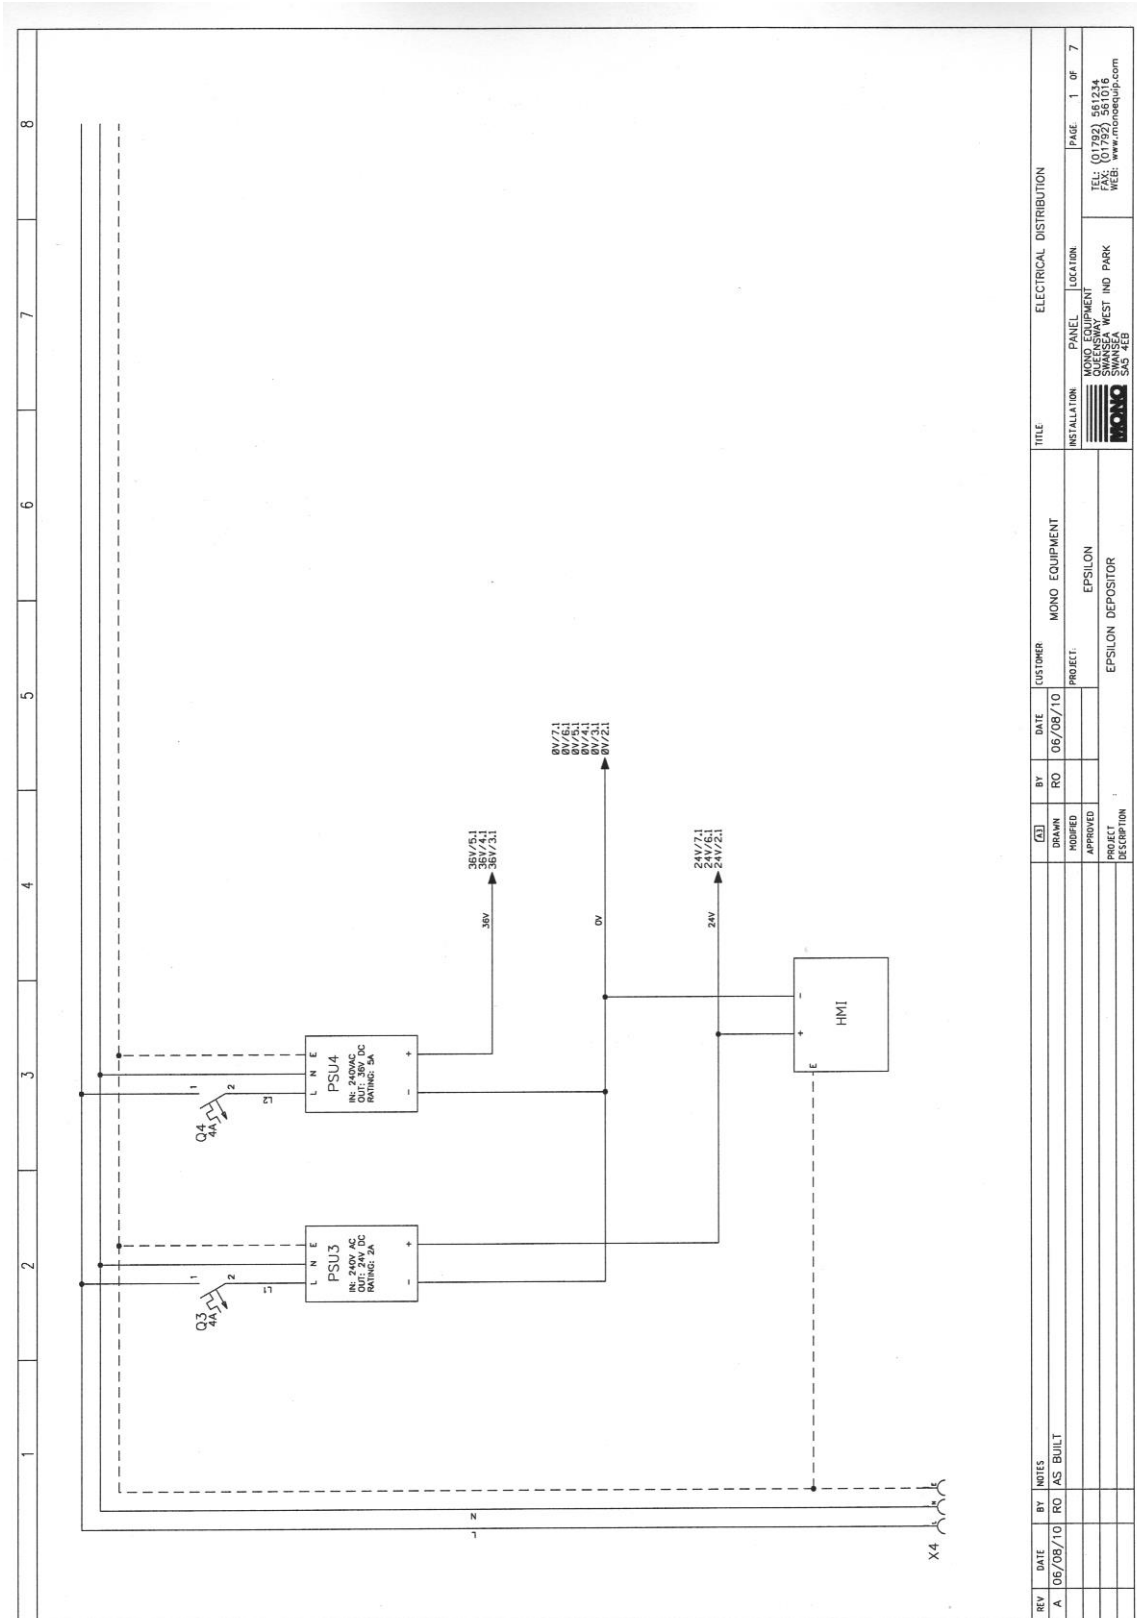 1 2 3 4 5 6 7 8
L
N
X4
L N E
Q3
4A
1
2
L1
L N E
PSU3
IN: 240V AC
OUT: 24V DC
RATING: 2A
- +
Q4
4A
1
2
L2
L N E
PSU4
IN: 240VAC
OUT: 36V DC
RATING: 5A
- +
36V
36V/5.1
36V/4.1
36V/3.1
0V
0V/7.1
0V/6.1
0V/5.1
0V/4.1
0V/3.1
0V/2.1
24V
24V/7.1
24V/6.1
24V/2.1
E + -
HMI
REV DATE BY NOTES
A 06/08/10 RO AS BUILT
A3 BY DATE
DRAWN RO 06/08/10
MODIFIED
APPROVED
PROJECT
DESCRIPTION
EPSILON DEPOSITOR
CUSTOMER
MONO EQUIPMENT
PROJECT:
EPSILON
TITLE:
ELECTRICAL DISTRIBUTION
INSTALLATION: PANEL LOCATION: PAGE: 1 OF 7
MONO
MONO EQUIPMENT
QUEENSWAY
SWANSEA WEST IND PARK
SWANSEA
SA5 4EB
TEL: (01792) 561234
FAX: (01792) 561016
WEB: www.monoequip.com